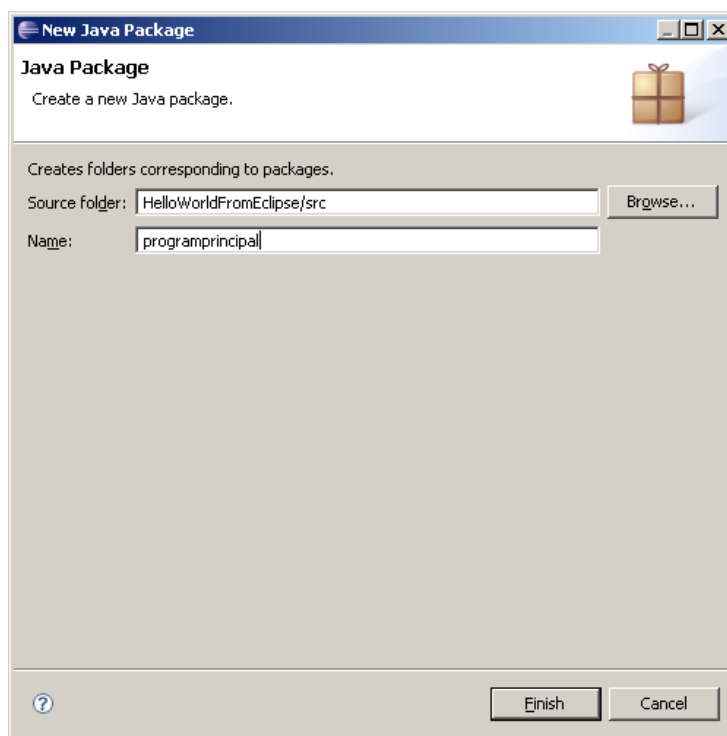 New Java Package
Java Package
Create a new Java package.
Creates folders corresponding to packages.
Source folder: HelloWorldFromEclipse/src Browse...
Name: programprincipal
? Finish Cancel